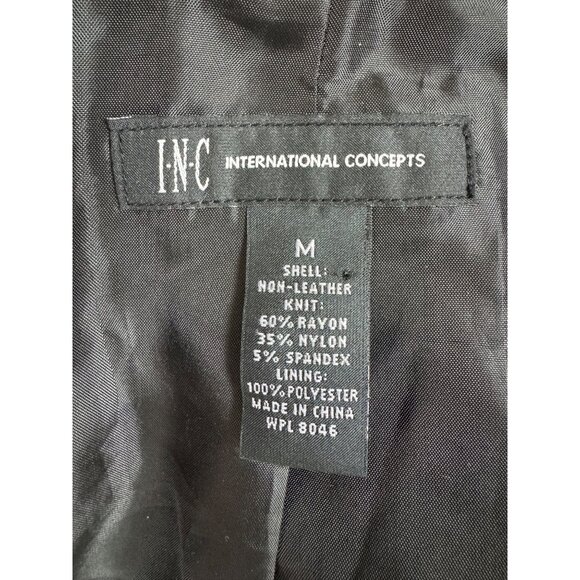 I·N·C INTERNATIONAL CONCEPTS
M
SHELL:
NON-LEATHER
KNIT:
60% RAYON
35% NYLON
5% SPANDEX
LINING:
100% POLYESTER
MADE IN CHINA
WPL 8046